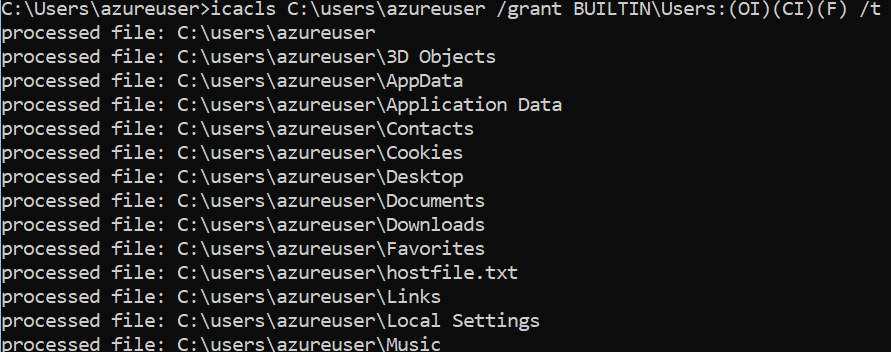 C:\Users\azureuser>icacls C:\users\azureuser /grant BUILTIN\Users:(OI)(CI)(F) /t
processed file: C:\users\azureuser
processed file: C:\users\azureuser\3D Objects
processed file: C:\users\azureuser\AppData
processed file: C:\users\azureuser\Application Data
processed file: C:\users\azureuser\Contacts
processed file: C:\users\azureuser\Cookies
processed file: C:\users\azureuser\Desktop
processed file: C:\users\azureuser\Documents
processed file: C:\users\azureuser\Downloads
processed file: C:\users\azureuser\Favorites
processed file: C:\users\azureuser\hostfile.txt
processed file: C:\users\azureuser\Links
processed file: C:\users\azureuser\Local Settings
processed file: C:\users\azureuser\Music